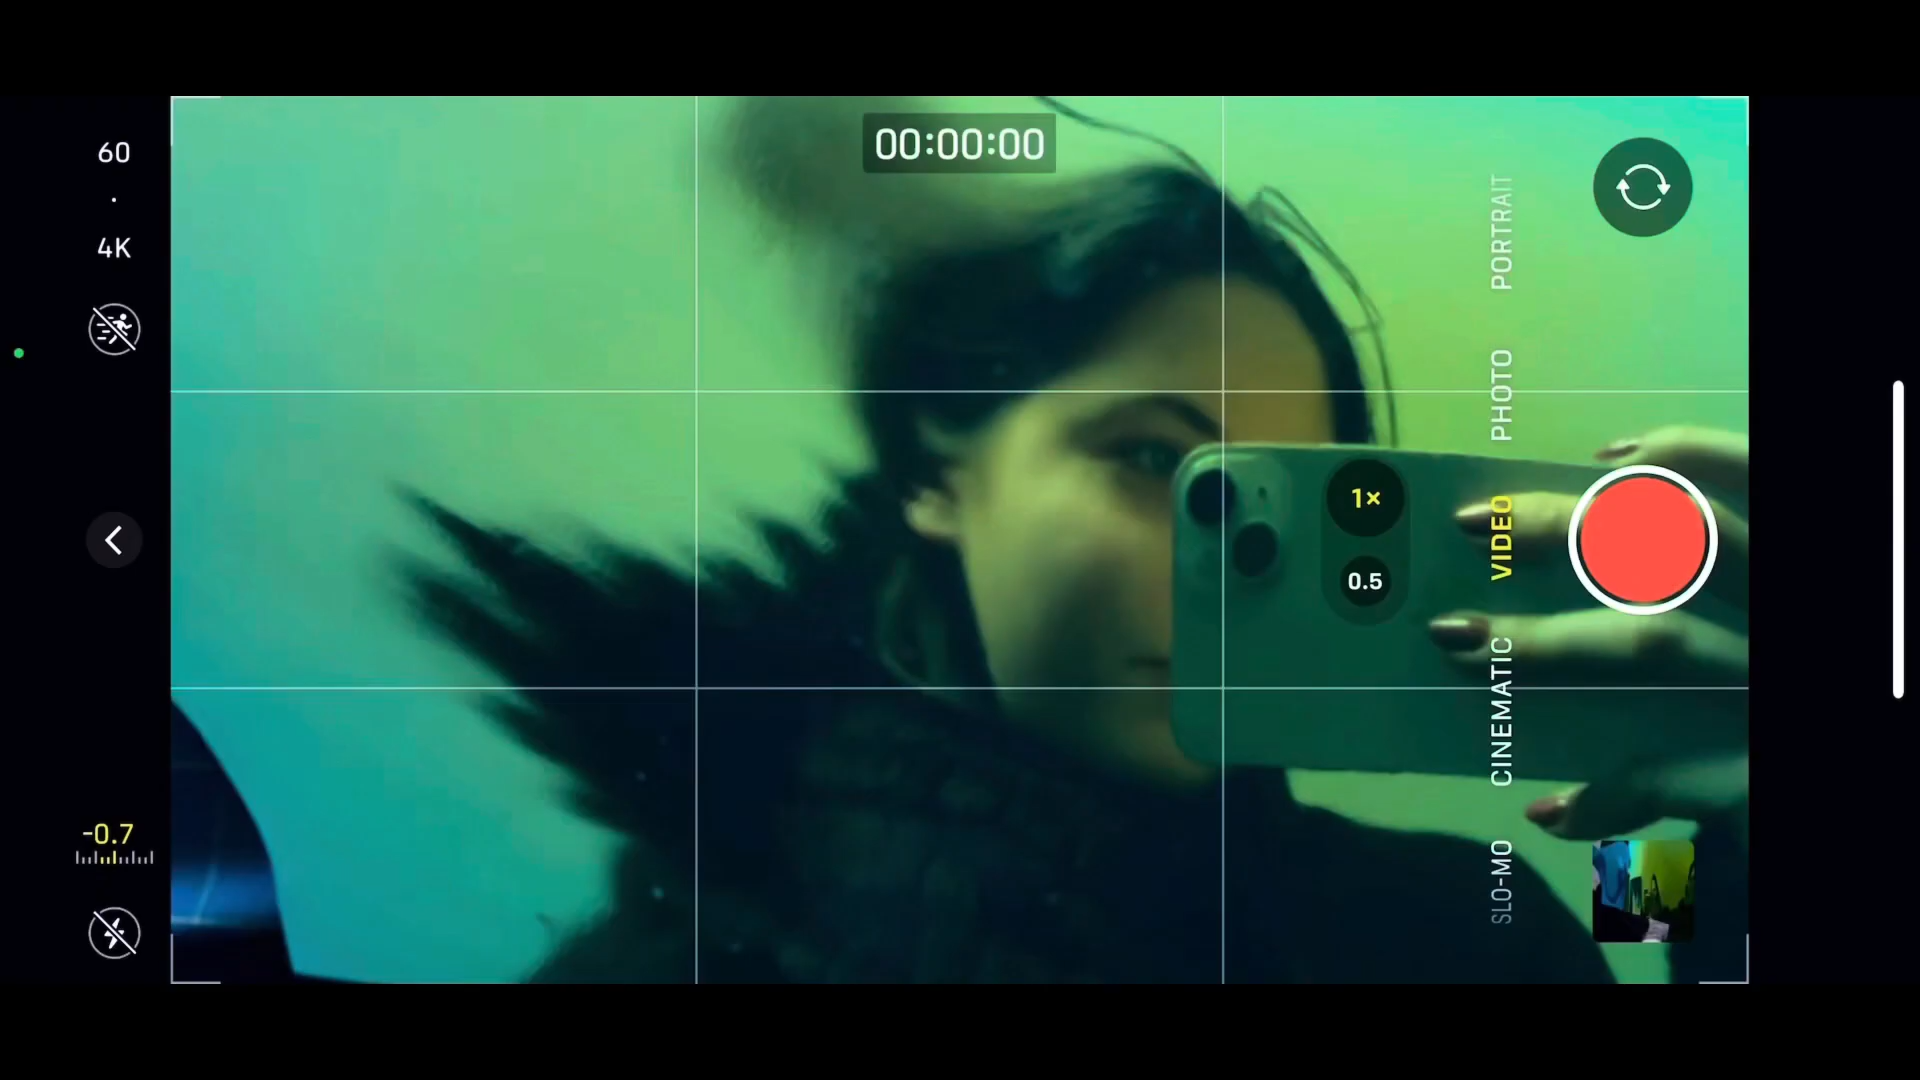 60
·
4K
00:00:00
PORTRAIT
PHOTO
VIDEO
CINEMATIC
SLO-MO
1×
0.5
-0.7